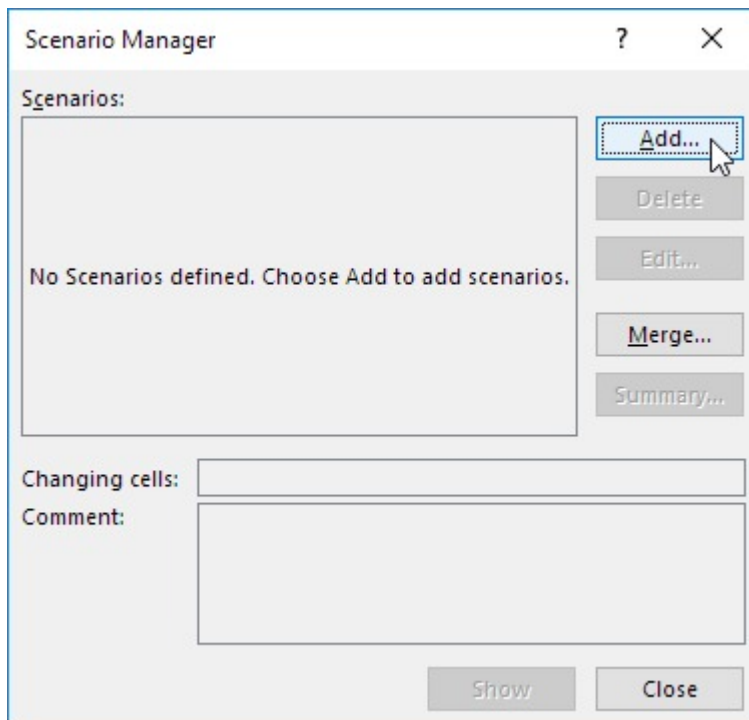 Scenario Manager
?
Scenarios:
Add...
Delete
No Scenarios defined. Choose Add to add scenarios.
Edit...
Merge...
Summary...
Changing cells:
Comment:
Show
Close